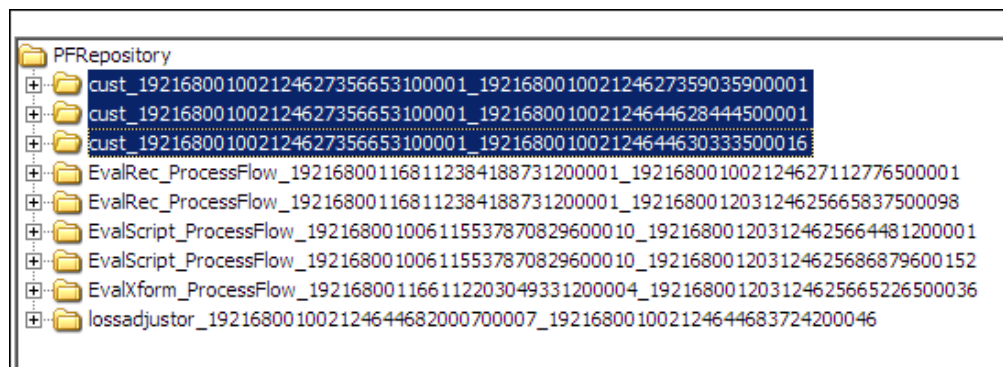 PFRepository
cust_192168001002124627356653100001_192168001002124627359035900001
cust_192168001002124627356653100001_192168001002124644628444500001
cust_192168001002124627356653100001_192168001002124644630333500016
EvalRec_ProcessFlow_192168001168112384188731200001_192168001002124627112776500001
EvalRec_ProcessFlow_192168001168112384188731200001_192168001203124625665837500098
EvalScript_ProcessFlow_192168001006115537870829600010_192168001203124625664481200001
EvalScript_ProcessFlow_192168001006115537870829600010_192168001203124625686879600152
EvalXform_ProcessFlow_192168001166112203049331200004_192168001203124625665226500036
lossadjustor_192168001002124644682000700007_192168001002124644683724200046